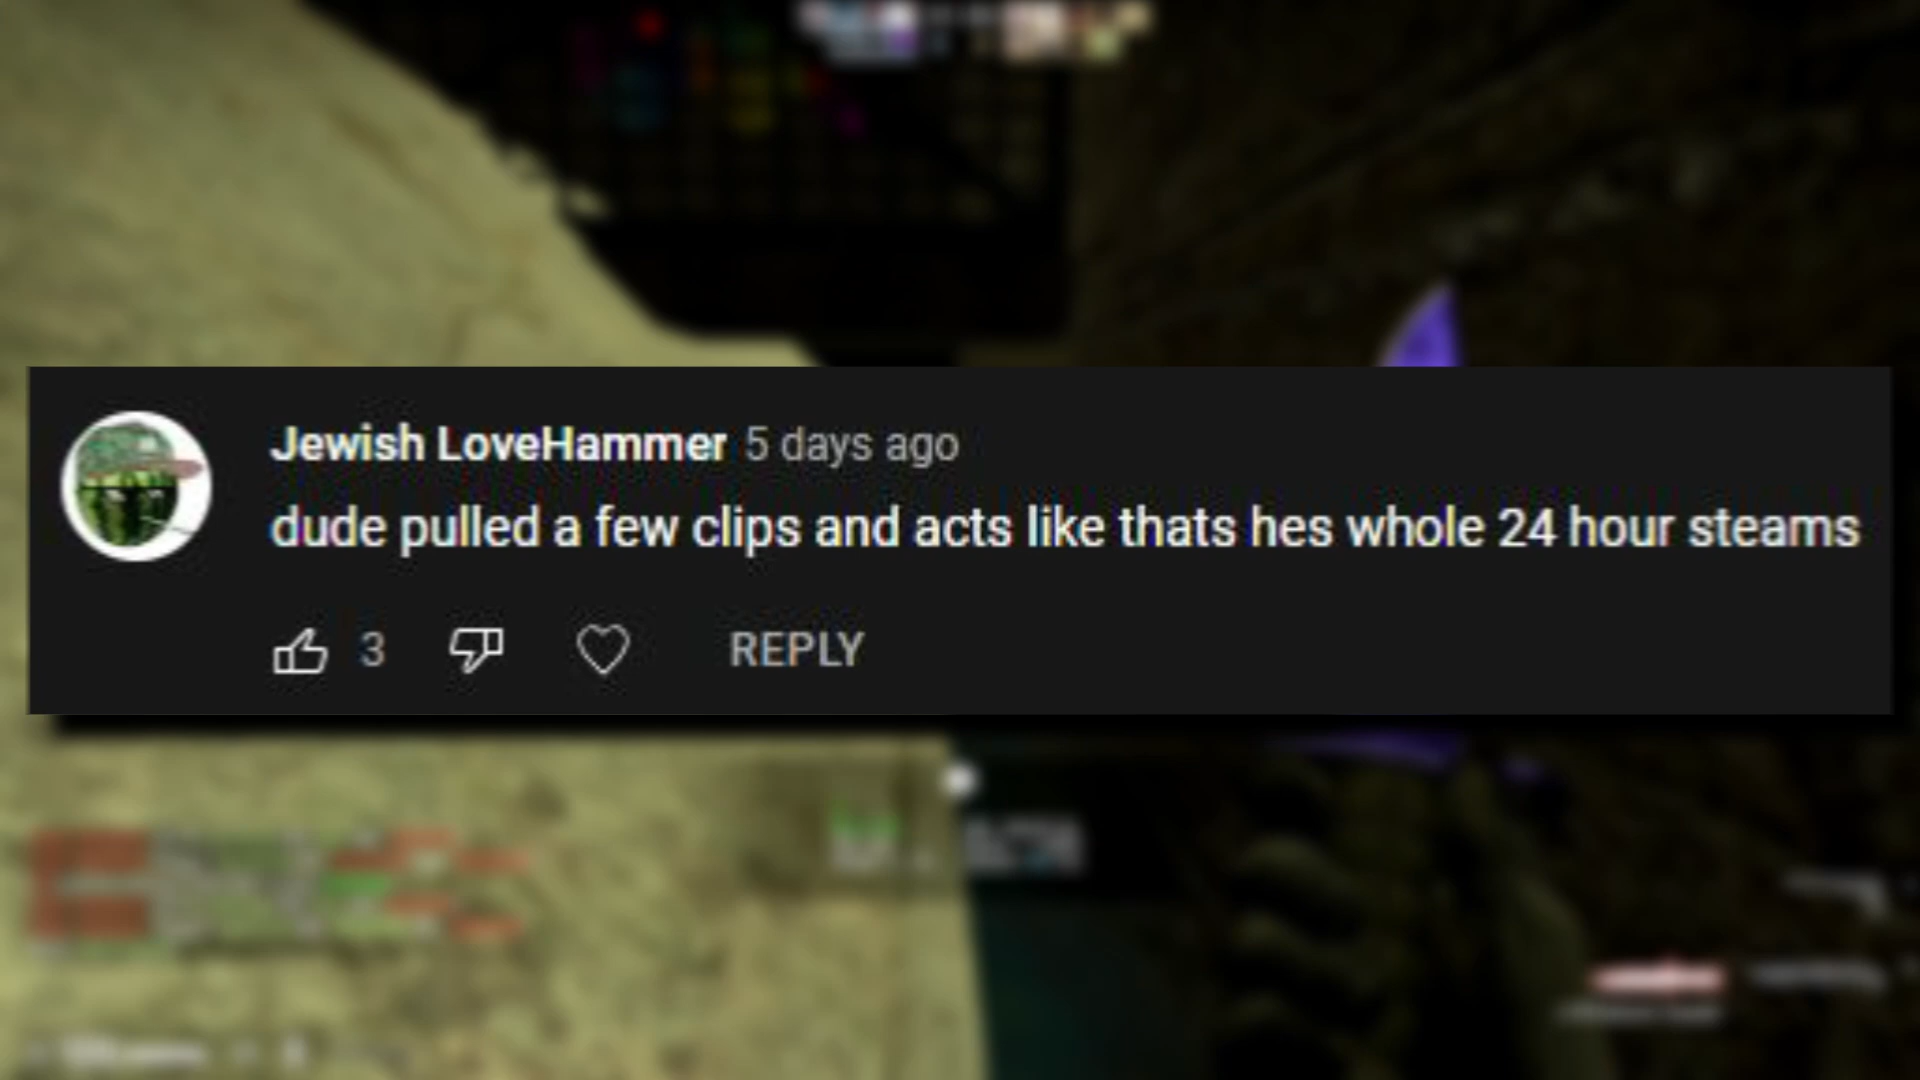 Jewish LoveHammer 5 days ago
dude pulled a few clips and acts like thats hes whole 24 hour steams
3 REPLY